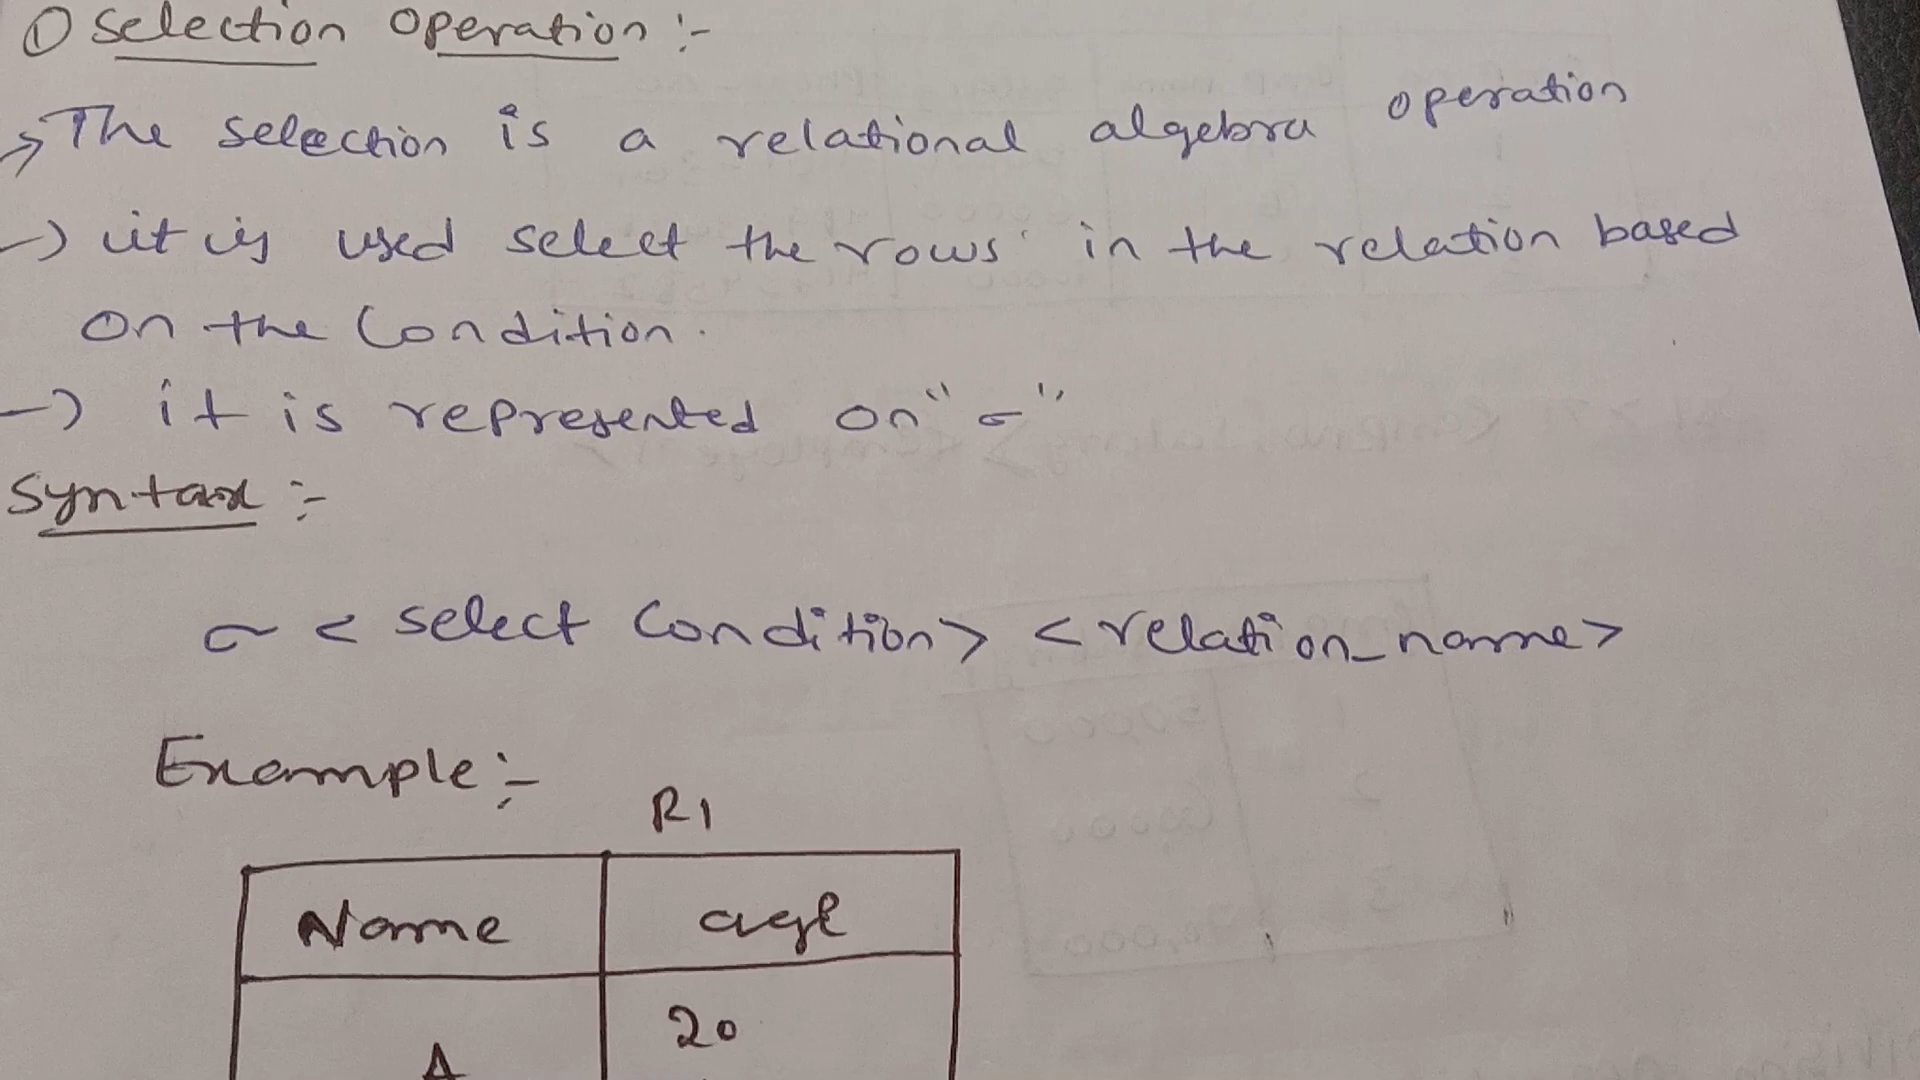 ① Selection Operation :-
→ The selection is a relational algebra operation
→ it is used select the rows in the relation based
on the Condition.
→ it is represented on "σ"
Syntax :-
σ < select Condition> <relation_name>
Example :-
R1
Name age
A 20